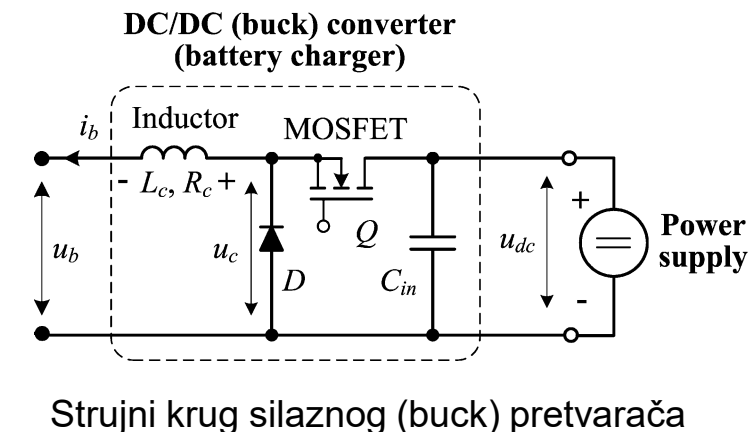 DC/DC (buck) converter
(battery charger)
i_b
Inductor
MOSFET
- L_c, R_c +
+
Power
supply
u_b
u_c
Q
u_dc
D
C_in
-
Strujni krug silaznog (buck) pretvarača